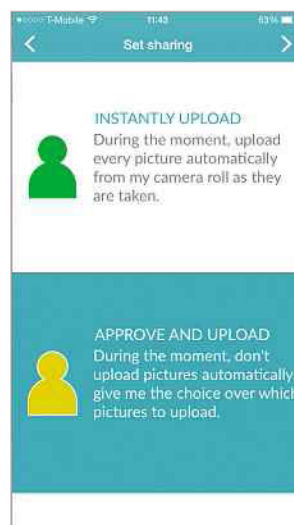 T-Mobile 11:43 63%
Set sharing
INSTANTLY UPLOAD
During the moment, upload
every picture automatically
from my camera roll as they
are taken.
APPROVE AND UPLOAD
During the moment, don't
upload pictures automatically
give me the choice over which
pictures to upload.